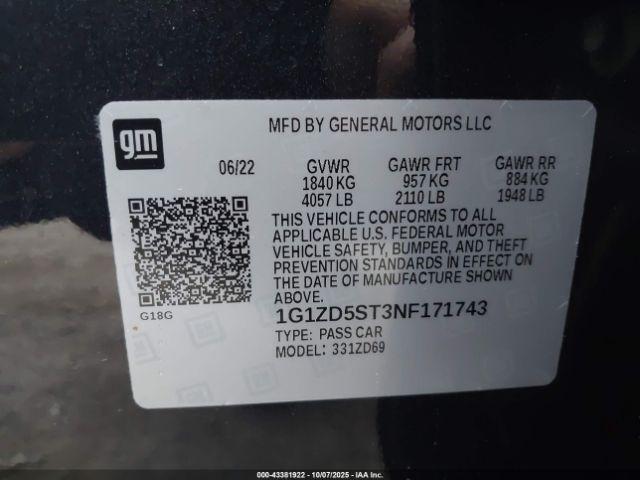 gm
MFD BY GENERAL MOTORS LLC
06/22 GVWR GAWR FRT GAWR RR
1840 KG 957 KG 884 KG
4057 LB 2110 LB 1948 LB
THIS VEHICLE CONFORMS TO ALL
APPLICABLE U.S. FEDERAL MOTOR
VEHICLE SAFETY, BUMPER, AND THEFT
PREVENTION STANDARDS IN EFFECT ON
THE DATE OF MANUFACTURE SHOWN
ABOVE.
G18G
1G1ZD5ST3NF171743
TYPE: PASS CAR
MODEL: 331ZD69
000-43381922 - 10/07/2025 - IAA Inc.